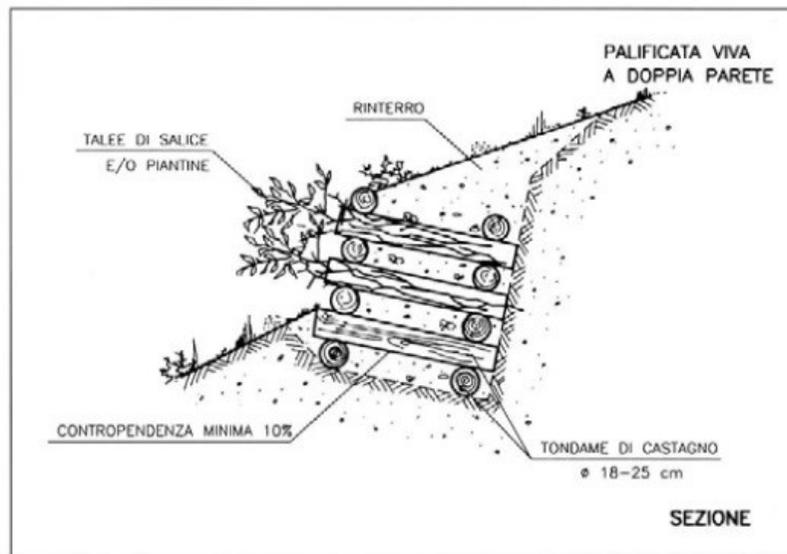 PALIFICATA VIVA
A DOPPIA PARETE
RINTERRO
TALEE DI SALICE
E/O PIANTINE
CONTROPENDENZA MINIMA 10%
TONDAME DI CASTAGNO
ø 18-25 cm
SEZIONE